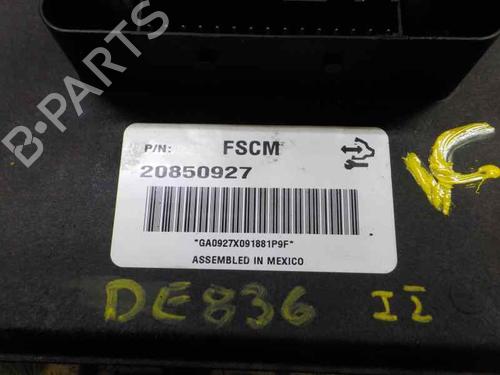 P/N: FSCM
20850927
*GA0927X091881P9F*
ASSEMBLED IN MEXICO
DE836 II
B-PARTS